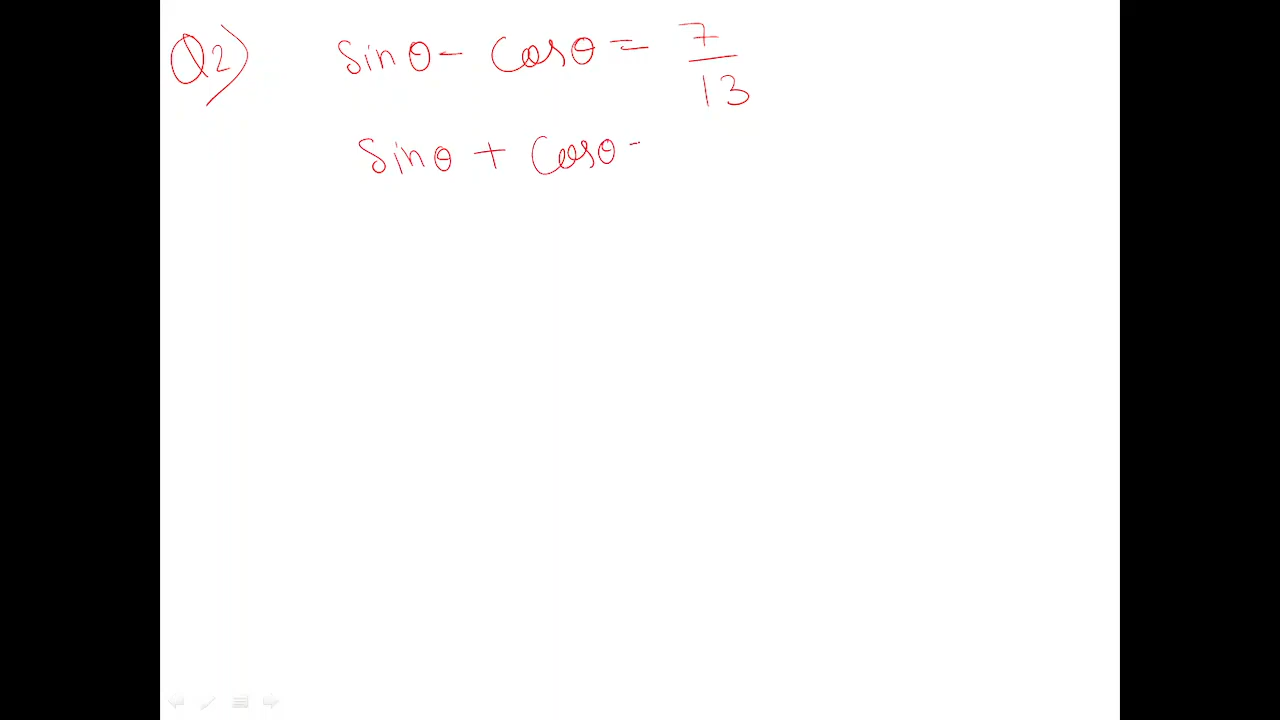 Q2) sinθ - cosθ = 7/13
sinθ + cosθ -